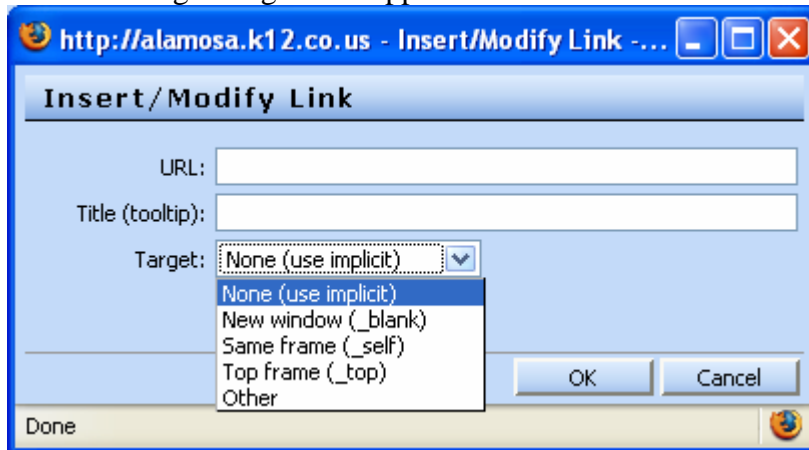 http://alamosa.k12.co.us - Insert/Modify Link -...
Insert/Modify Link
URL:
Title (tooltip):
Target: None (use implicit)
None (use implicit)
New window (_blank)
Same frame (_self)
Top frame (_top)
Other
OK Cancel
Done